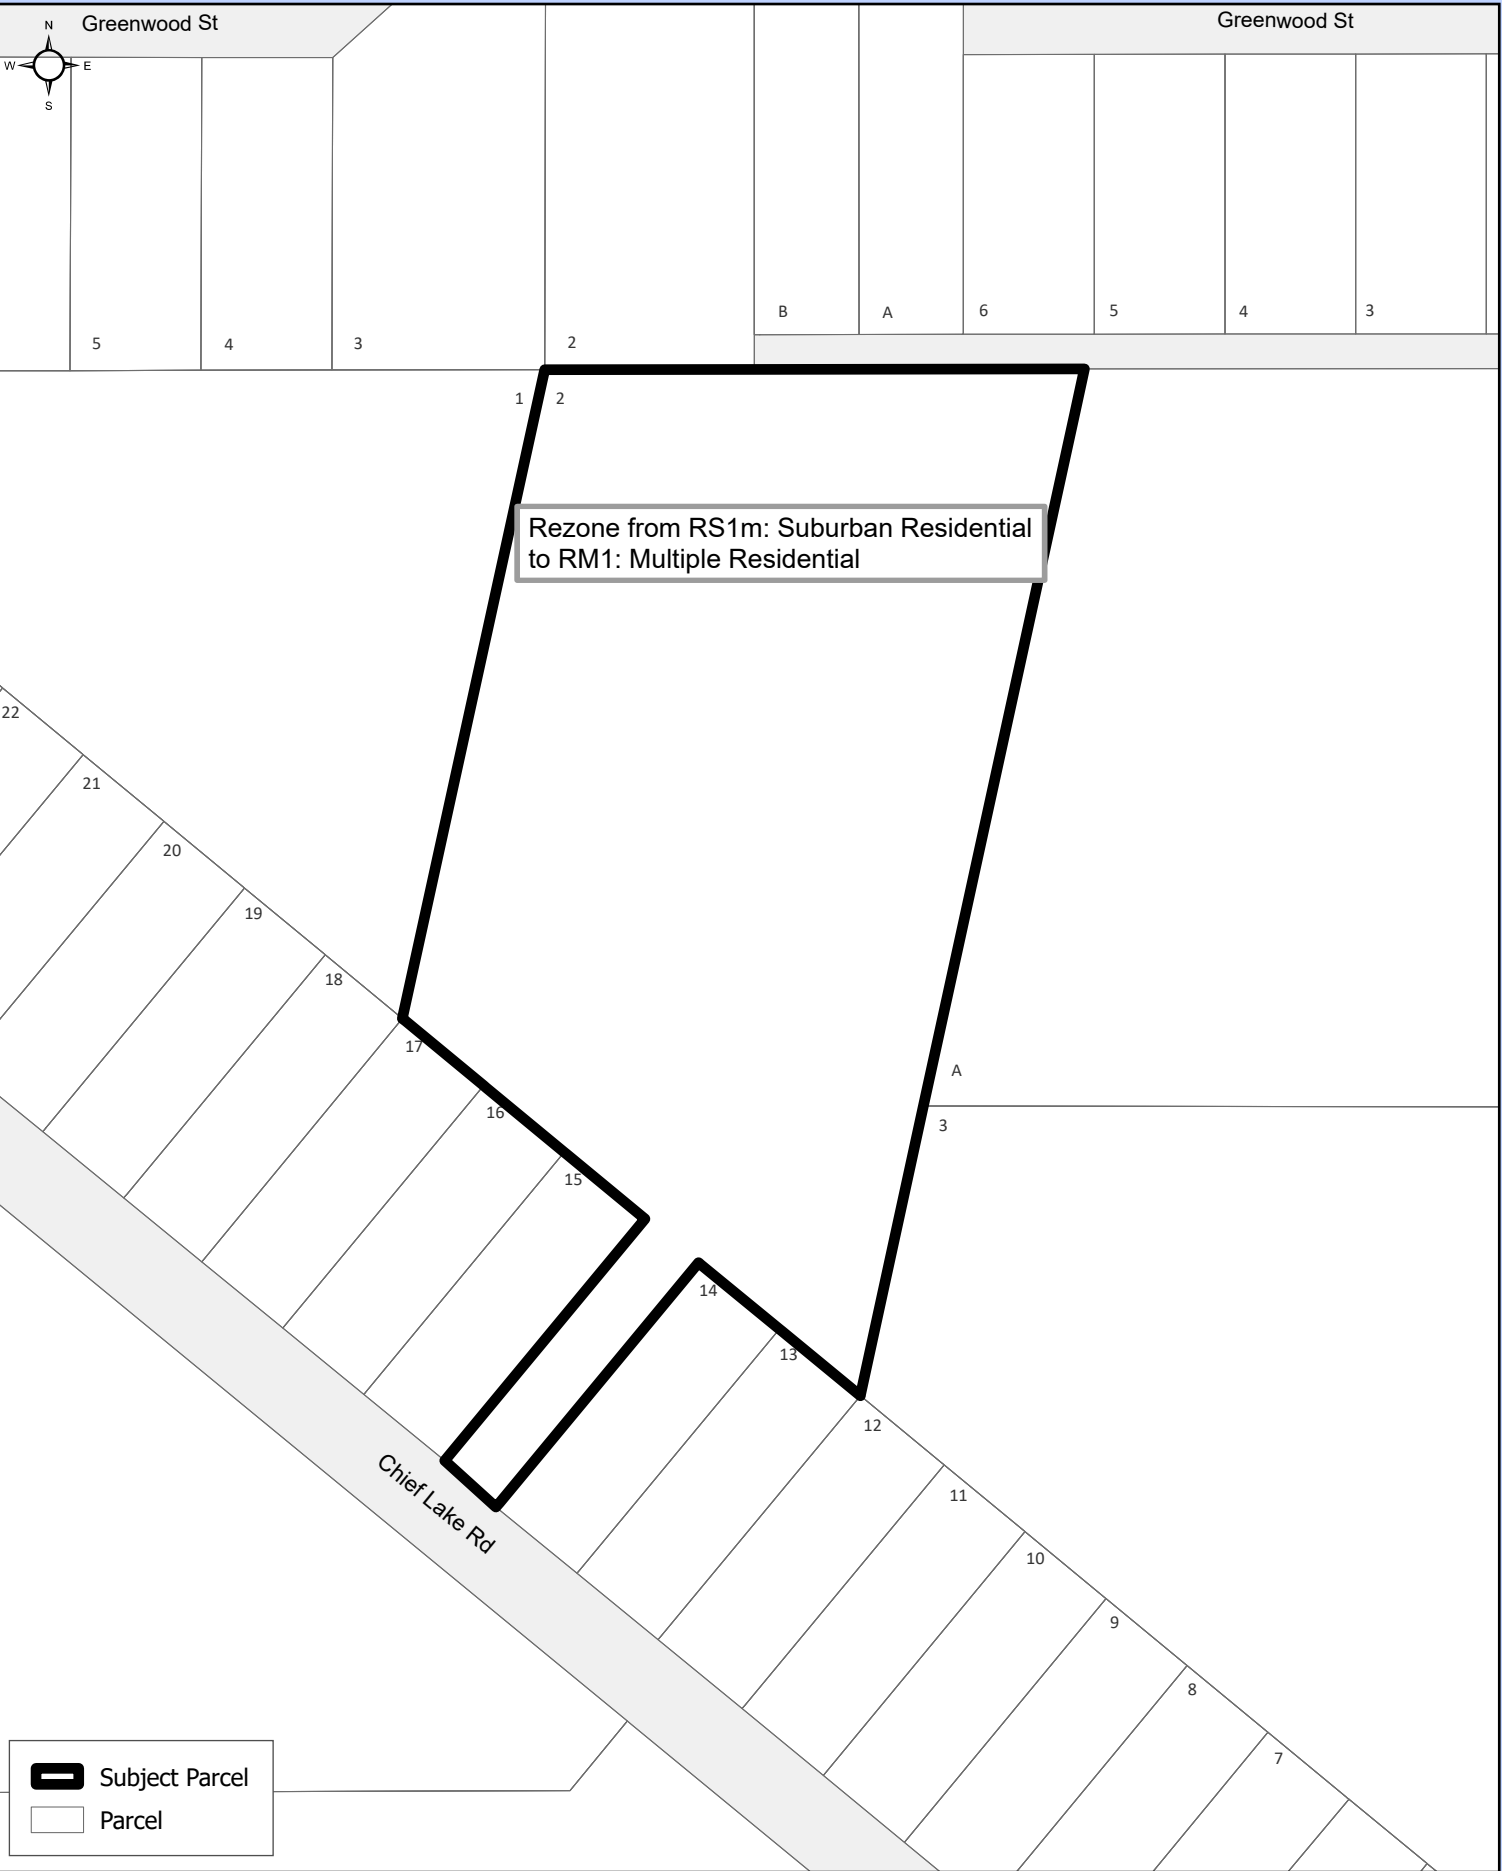 Greenwood St
Greenwood St
N
W
E
S
B
A
6
5
4
3
5
4
3
2
1
2
Rezone from RS1m: Suburban Residential
to RM1: Multiple Residential
22
21
20
19
18
17
A
16
3
15
14
13
12
Chief Lake Rd
11
10
9
8
7
Subject Parcel
Parcel